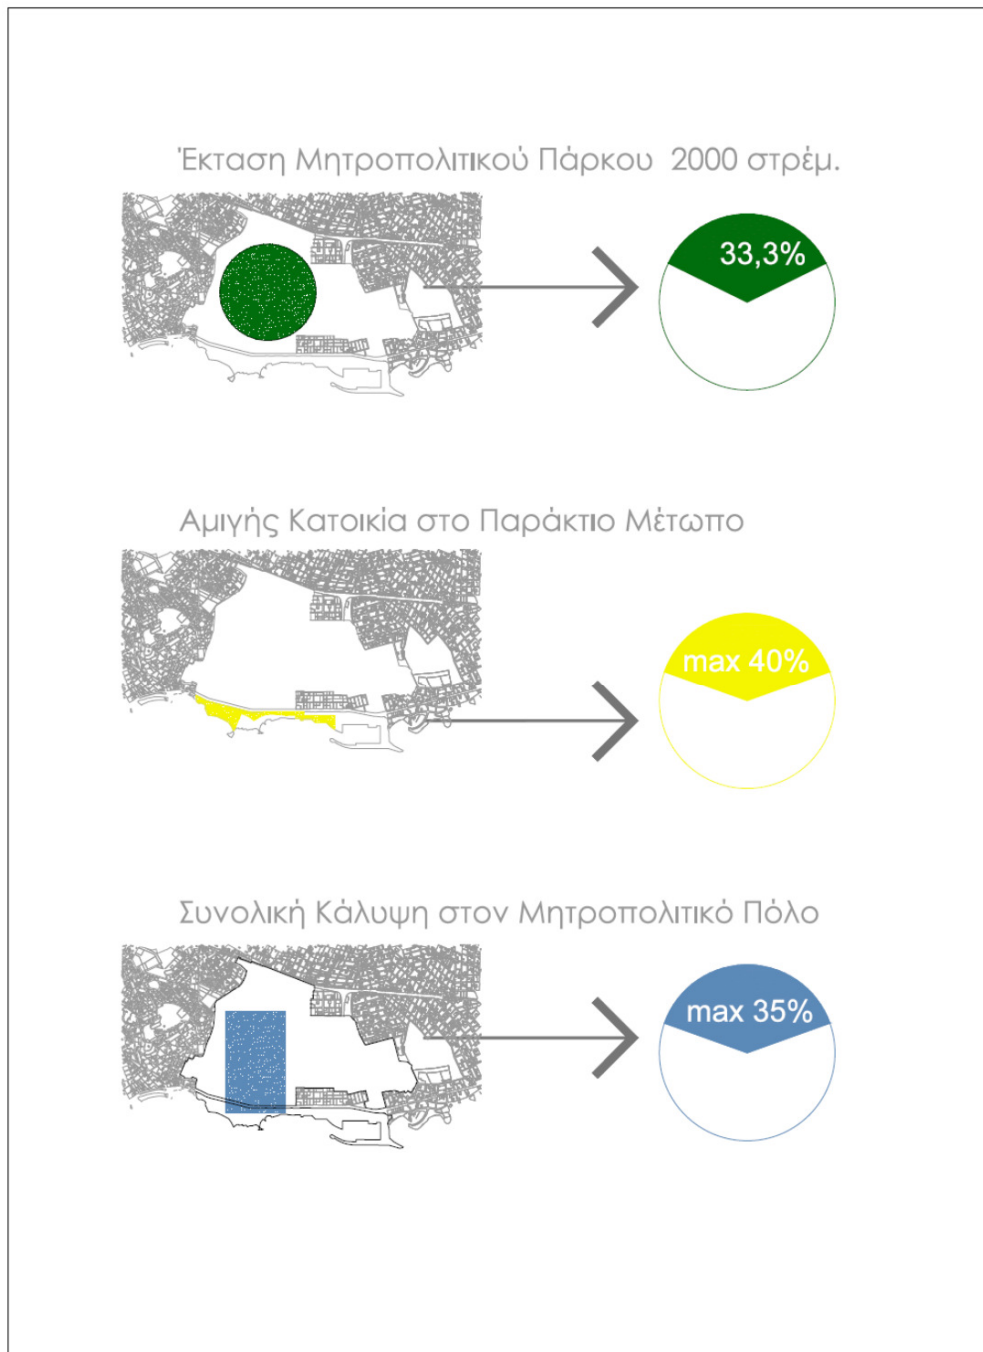 Έκταση Μητροπολιτικού Πάρκου 2000 στρέμ.
33,3%
Αμιγής Κατοικία στο Παράκτιο Μέτωπο
max 40%
Συνολική Κάλυψη στον Μητροπολιτικό Πόλο
max 35%